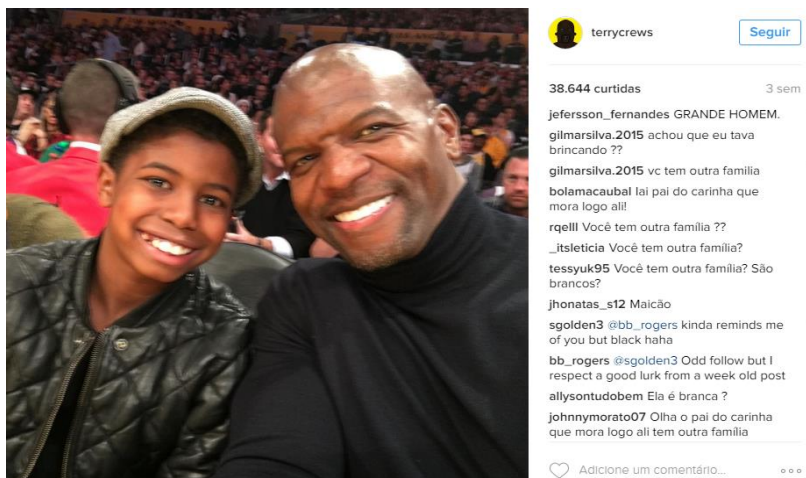 terrycrews
Seguir
38.644 curtidas
3 sem
jefersson_fernandes GRANDE HOMEM.
gilmarsilva.2015 achou que eu tava
brincando ??
gilmarsilva.2015 vc tem outra familia
bolamacaubal Iai pai do carinha que
mora logo ali!
rqelll Você tem outra família ??
_itsleticia Você tem outra família?
tessyuk95 Você tem outra família? São
brancos?
jhonatas_s12 Maicão
sgolden3 @bb_rogers kinda reminds me
of you but black haha
bb_rogers @sgolden3 Odd follow but I
respect a good lurk from a week old post
allysontudobem Ela é branca ?
johnnymorato07 Olha o pai do carinha
que mora logo ali tem outra família
Adicione um comentário...